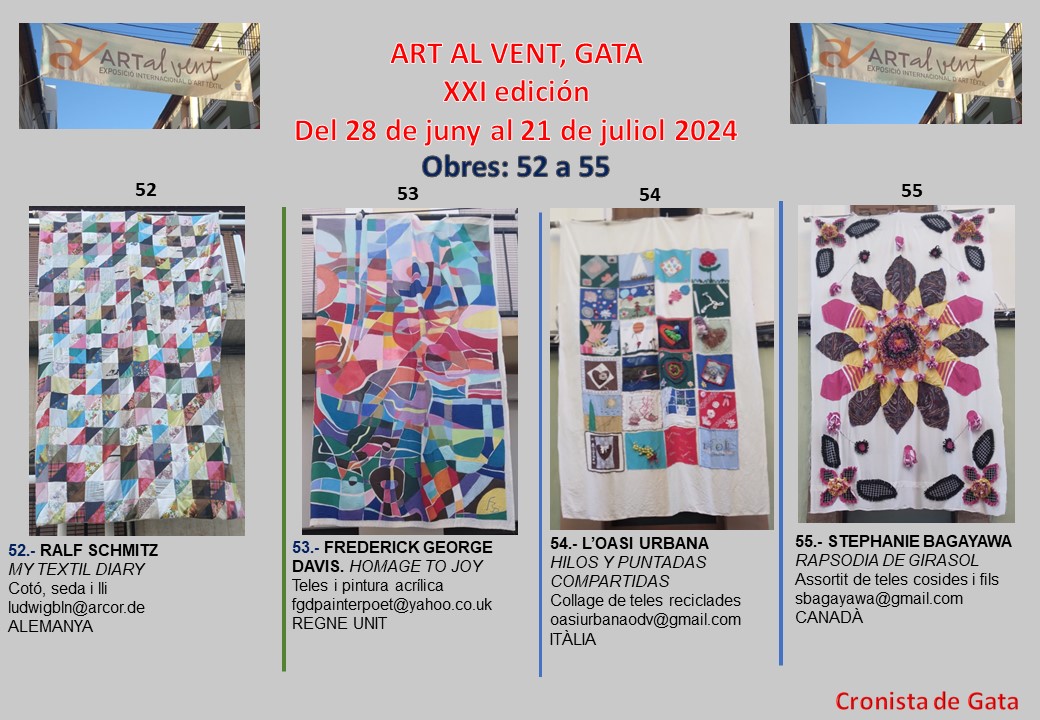 ARTal vent
EXPOSICIÓ INTERNACIONAL D'ART TÈXTIL
ARTal vent
EXPOSICIÓ INTERNACIONAL D'ART TÈXTIL
ART AL VENT, GATA
XXI edición
Del 28 de juny al 21 de juliol 2024
Obres: 52 a 55
52
53
54
55
52.- RALF SCHMITZ
MY TEXTIL DIARY
Cotó, seda i lli
ludwigbln@arcor.de
ALEMANYA
53.- FREDERICK GEORGE
DAVIS. HOMAGE TO JOY
Teles i pintura acrílica
fgdpainterpoet@yahoo.co.uk
REGNE UNIT
54.- L'OASI URBANA
HILOS Y PUNTADAS
COMPARTIDAS
Collage de teles reciclades
oasiurbanaodv@gmail.com
ITÀLIA
55.- STEPHANIE BAGAYAWA
RAPSODIA DE GIRASOL
Assortit de teles cosides i fils
sbagayawa@gmail.com
CANADÀ
Cronista de Gata